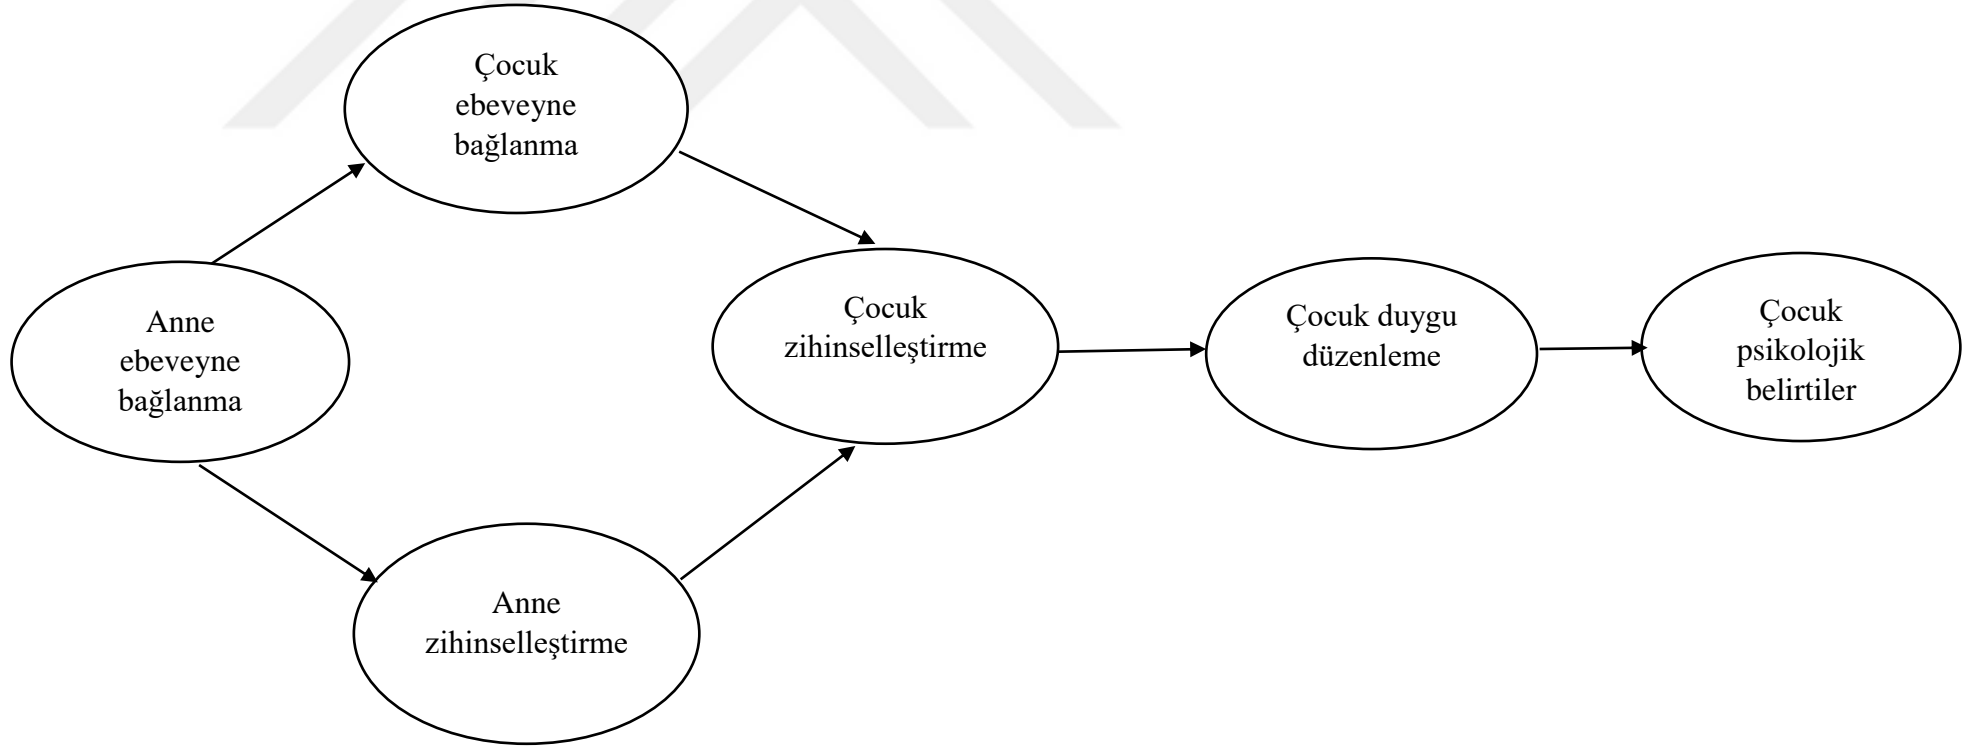 Çocuk
ebeveyne
bağlanma
Anne
ebeveyne
bağlanma
Çocuk
zihinselleştirme
Çocuk duygu
düzenleme
Çocuk
psikolojik
belirtiler
Anne
zihinselleştirme